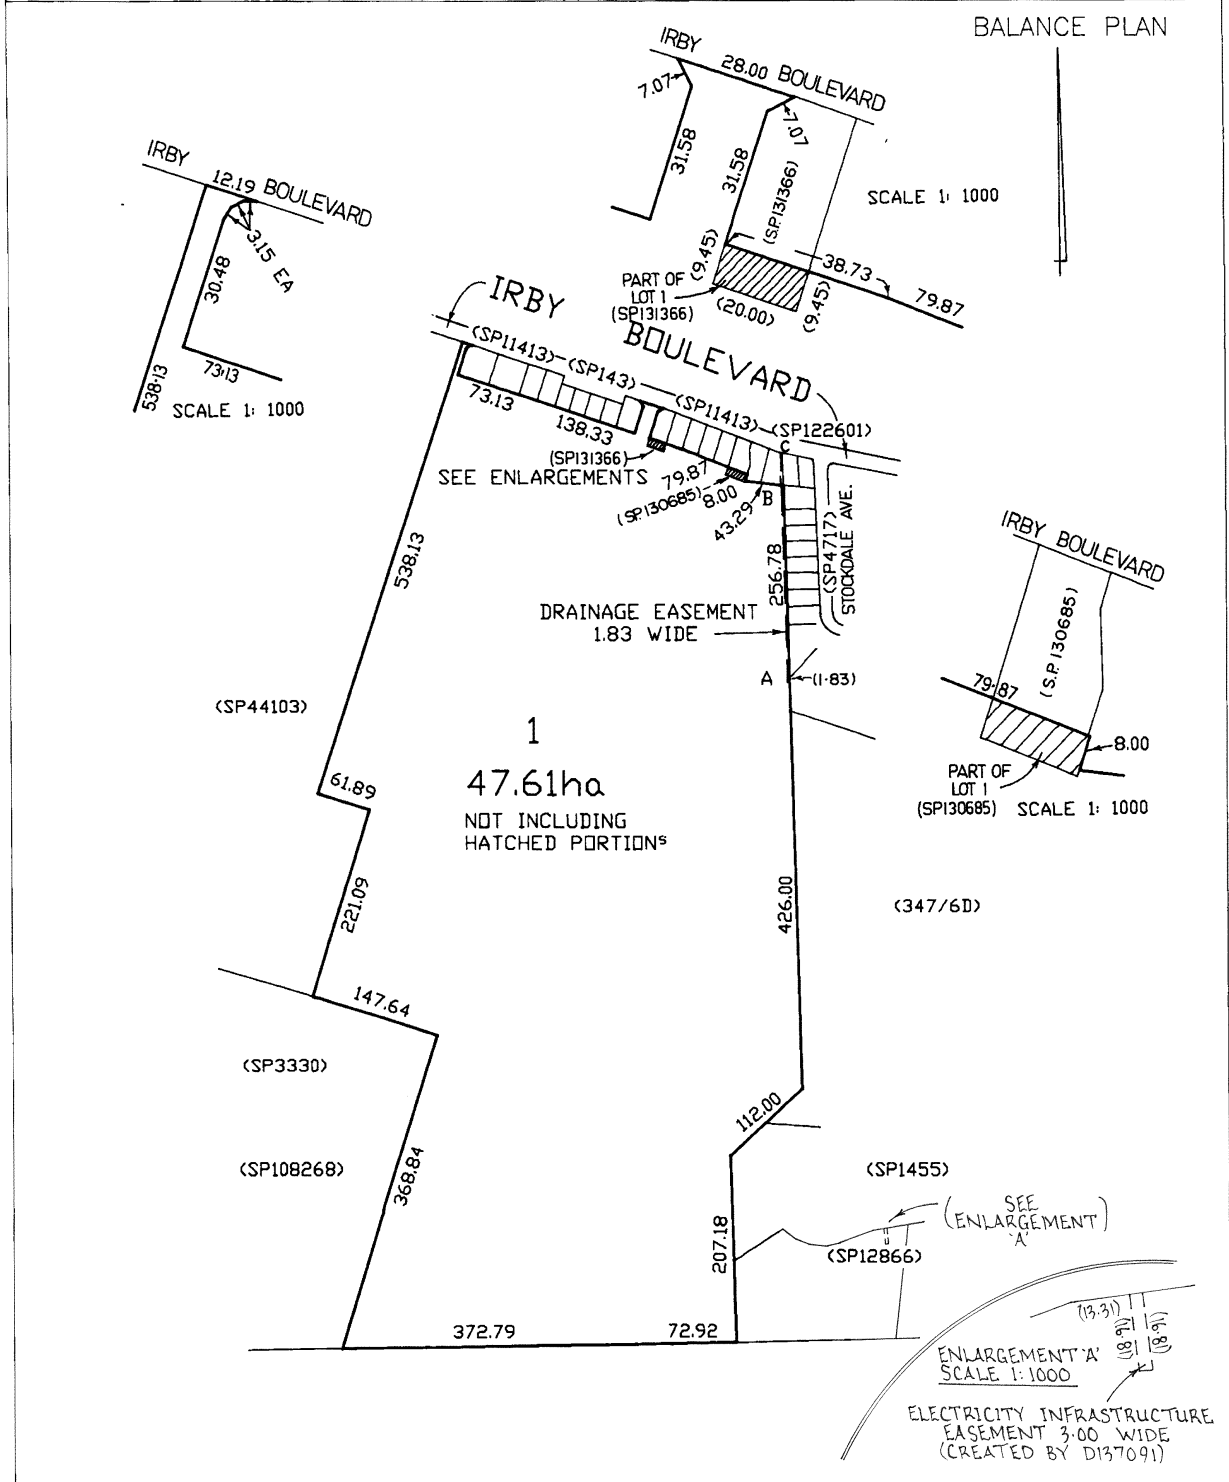 BALANCE PLAN
IRBY
28.00 BOULEVARD
7.07
7.07
31.58
31.58
(S.P.131366)
SCALE 1: 1000
(9.45)
38.73
79.87
PART OF
LOT 1
(SP131366)
(20.00)
(9.45)
IRBY
12.19 BOULEVARD
3.15 EA
30.48
73.13
538.13
SCALE 1: 1000
IRBY
BOULEVARD
(SP11413)
(SP143)
(SP11413)
(SP122601)
73.13
138.33
(SP131366)
SEE ENLARGEMENTS
79.87
(SP.130685)
8.00
43.29
C
B
(SP4717)
STOCKDALE AVE.
256.78
538.13
DRAINAGE EASEMENT
1.83 WIDE
A
(1.83)
IRBY BOULEVARD
(S.P.130685)
79.87
8.00
PART OF
LOT 1
(SP130685)
SCALE 1: 1000
(SP44103)
1
47.61ha
NOT INCLUDING
HATCHED PORTIONS
61.89
221.09
426.00
(347/6D)
147.64
(SP3330)
112.00
(SP108268)
368.84
(SP1455)
SEE
(ENLARGEMENT)
'A'
207.18
(SP12866)
372.79
72.92
(13.31)
(16.81)
(16.81)
ENLARGEMENT 'A'
SCALE 1:1000
ELECTRICITY INFRASTRUCTURE
EASEMENT 3.00 WIDE
(CREATED BY D137091)